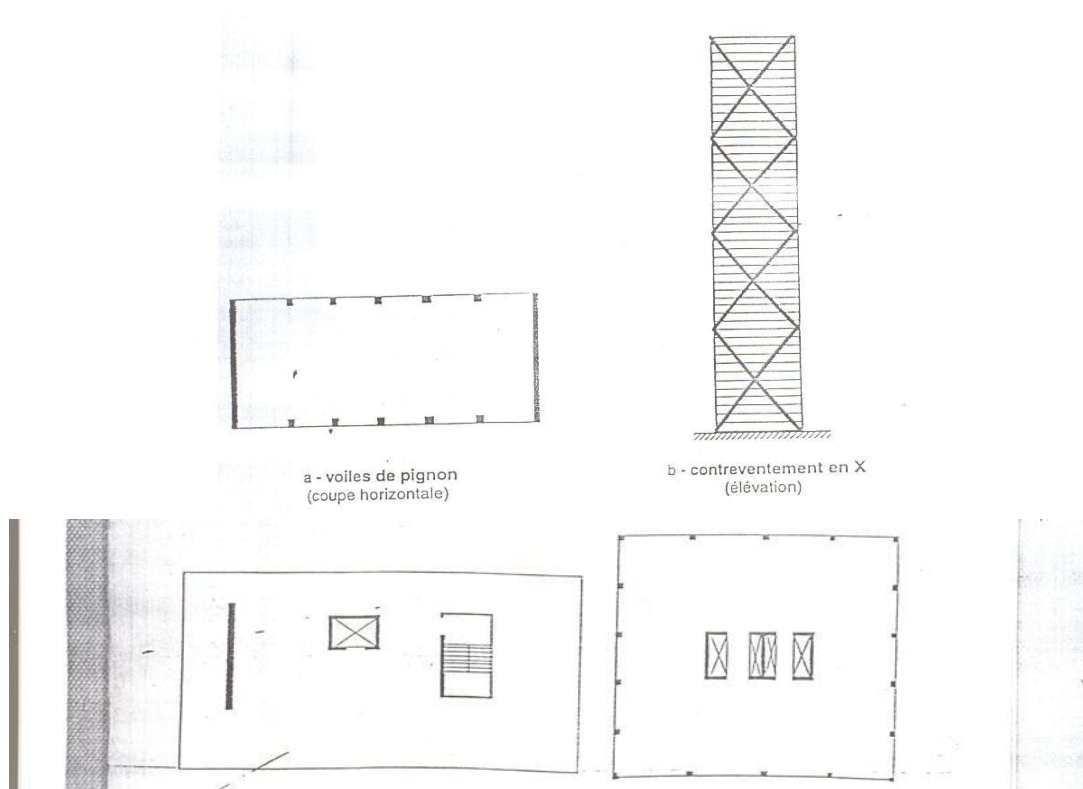 a - voiles de pignon
(coupe horizontale)
b - contreventement en X
(élévation)